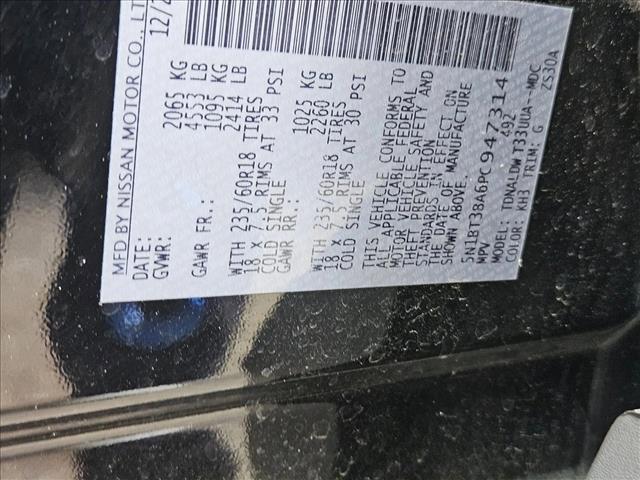 MFD BY NISSAN MOTOR CO., LT
DATE: 12/2
GVWR: 2065 KG
4553 LB
GAWR FR: 1095 KG
2414 LB
WITH 235/60R18 TIRES
18 x 7.5 RIMS AT 33 PSI
COLD SINGLE
GAWR RR: 1025 KG
2260 LB
WITH 235/60R18 TIRES
18 x 7.5 RIMS AT 30 PSI
COLD SINGLE
THIS VEHICLE CONFORMS TO
ALL APPLICABLE FEDERAL
MOTOR VEHICLE SAFETY AND
THEFT PREVENTION
STANDARDS IN EFFECT ON
THE DATE OF MANUFACTURE
SHOWN ABOVE.
5N1BT3BA6PC947314
MPV 492
MODEL: TDNALDW T33UUA--MDC
COLOR: KH3 TRIM: G ZS30A